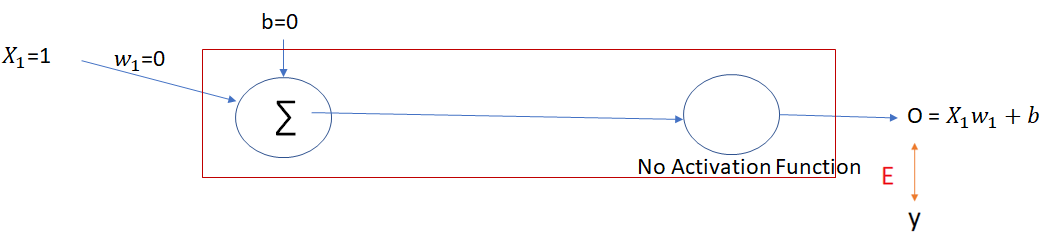 b=0
X₁=1
w₁=0
Σ
O = X₁w₁ + b
No Activation Function
E
y